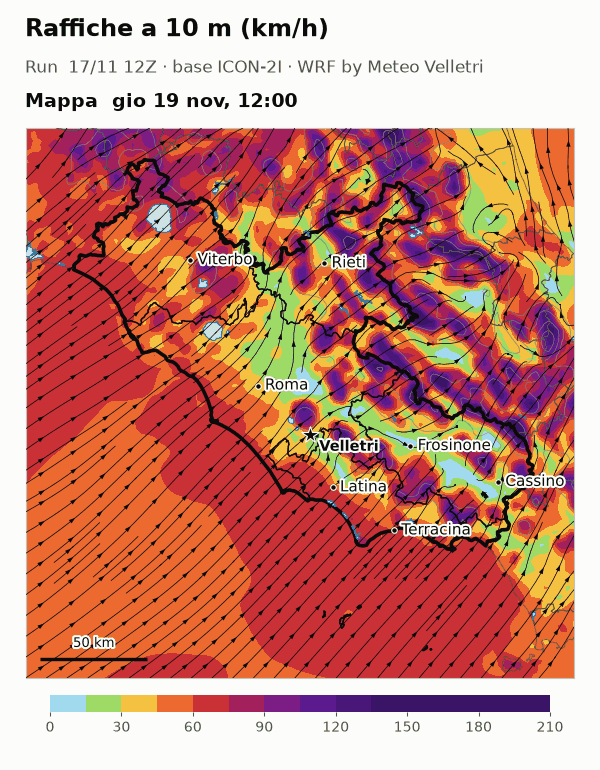 Raffiche a 10 m (km/h)
Run 17/11 12Z · base ICON-2I · WRF by Meteo Velletri
Mappa gio 19 nov, 12:00
Viterbo
Rieti
Roma
Velletri
Frosinone
Latina
Cassino
Terracina
50 km
0 30 60 90 120 150 180 210